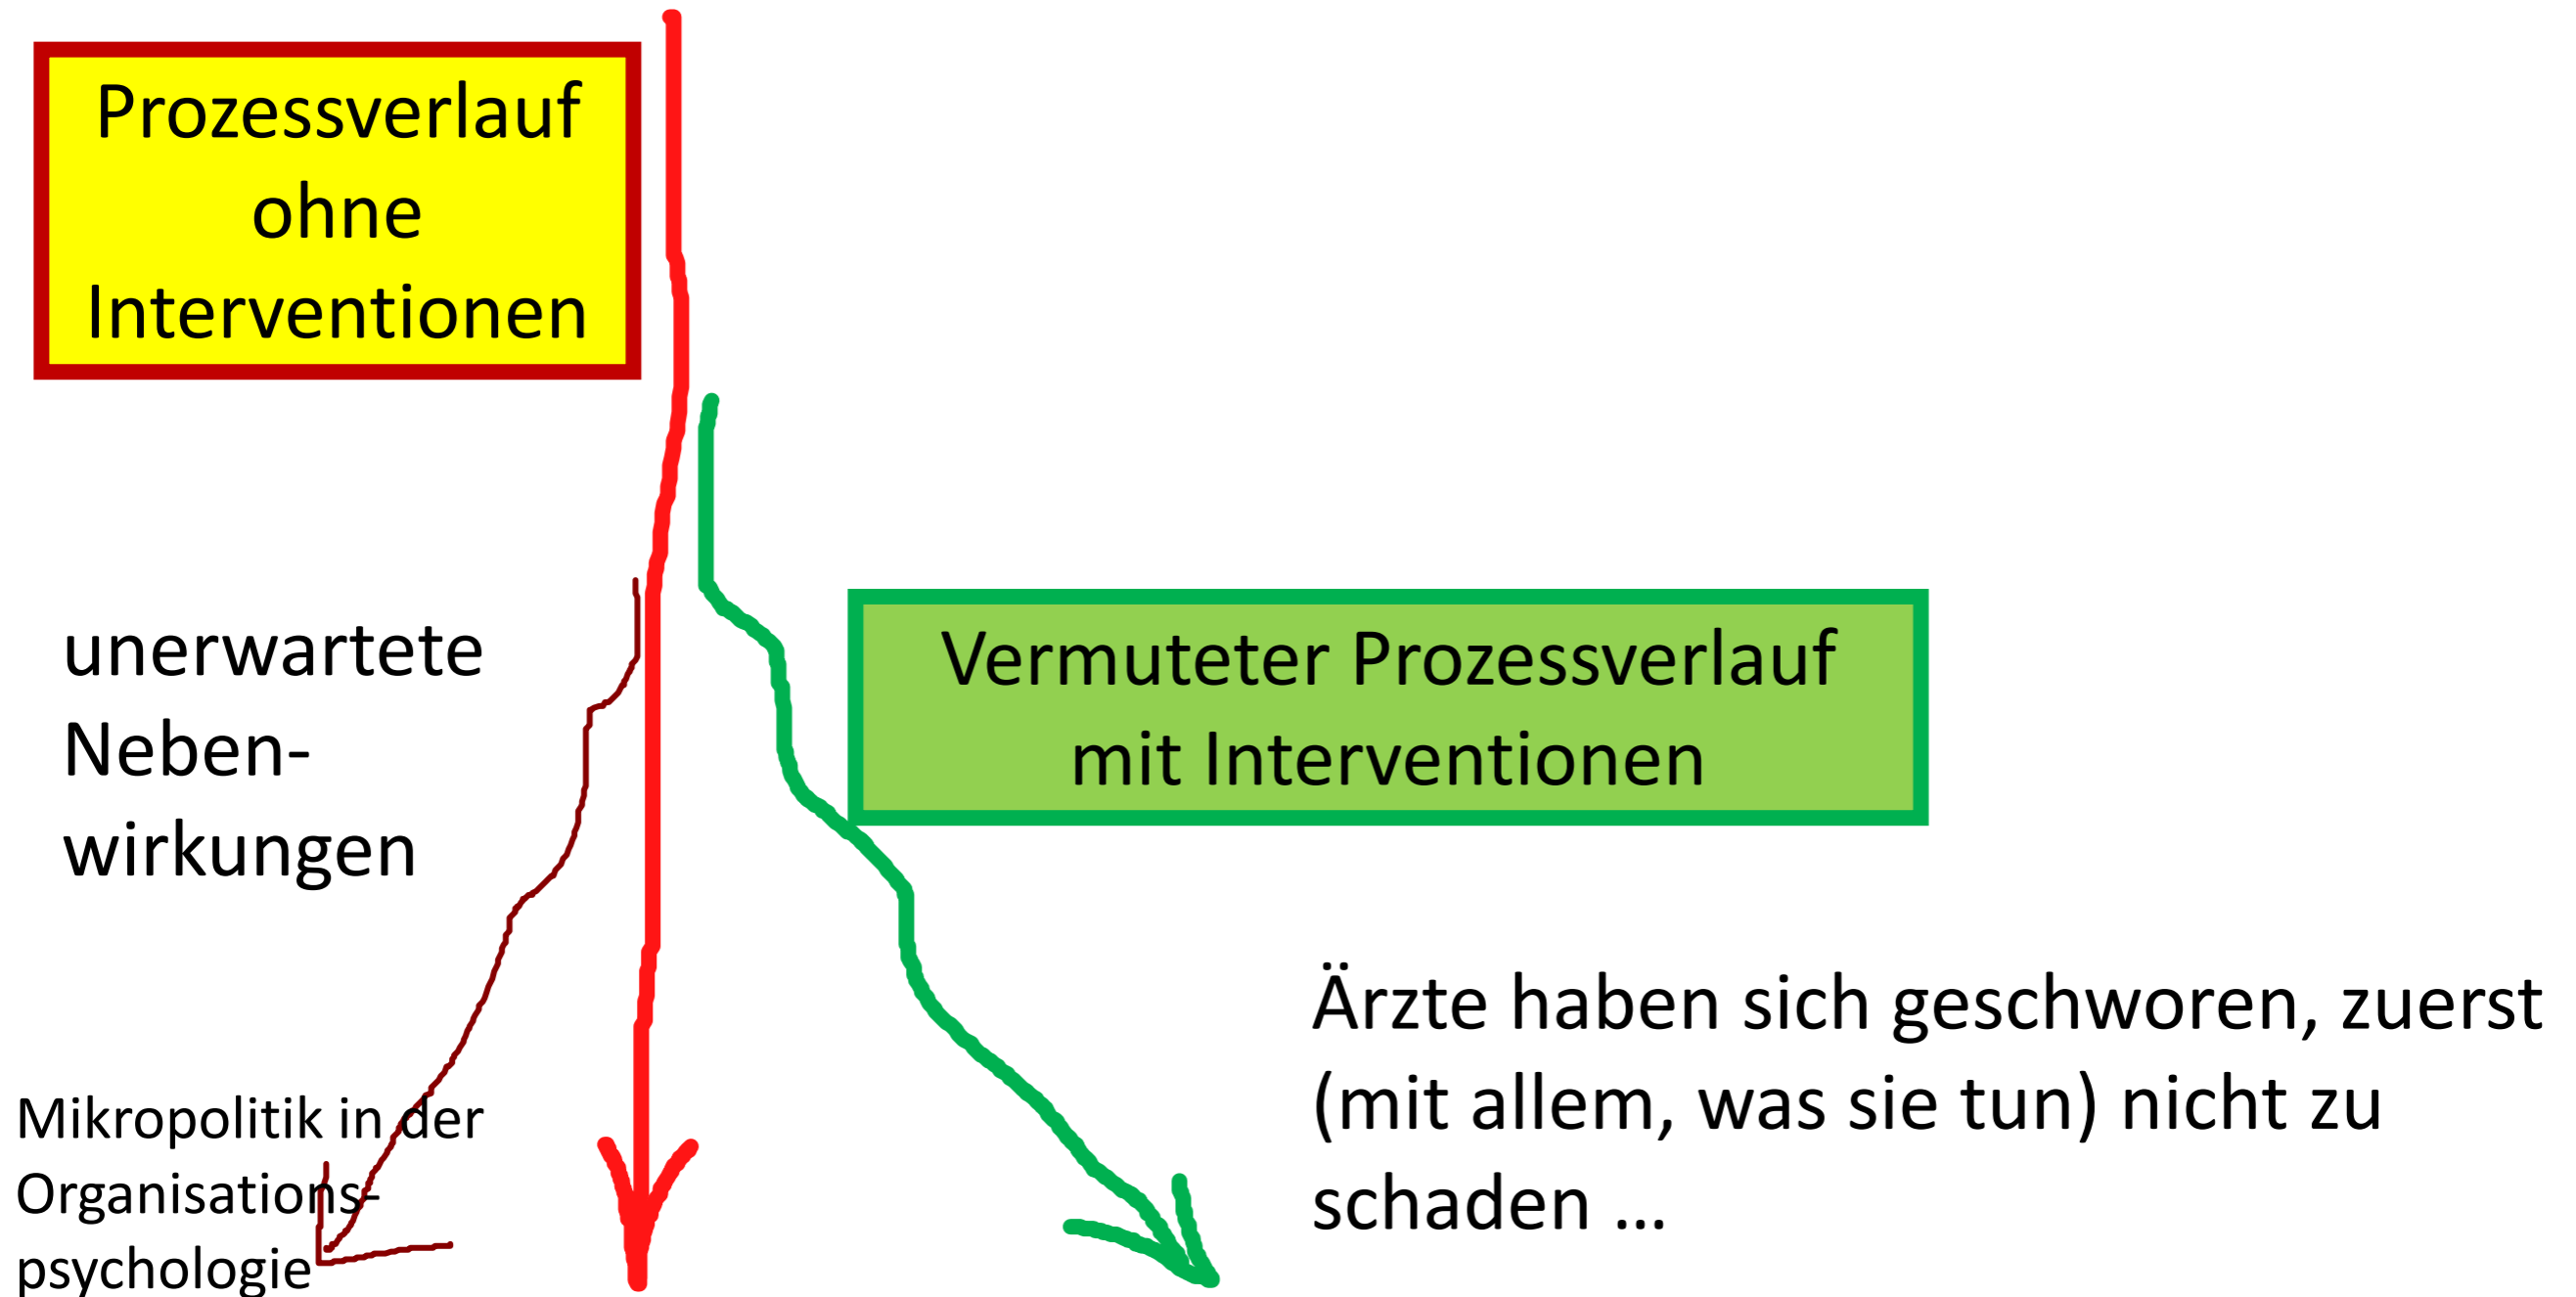 Prozessverlauf
ohne
Interventionen
unerwartete
Neben-
wirkungen
Vermuteter Prozessverlauf
mit Interventionen
Ärzte haben sich geschworen, zuerst
(mit allem, was sie tun) nicht zu
schaden ...
Mikropolitik in der
Organisations-
psychologie